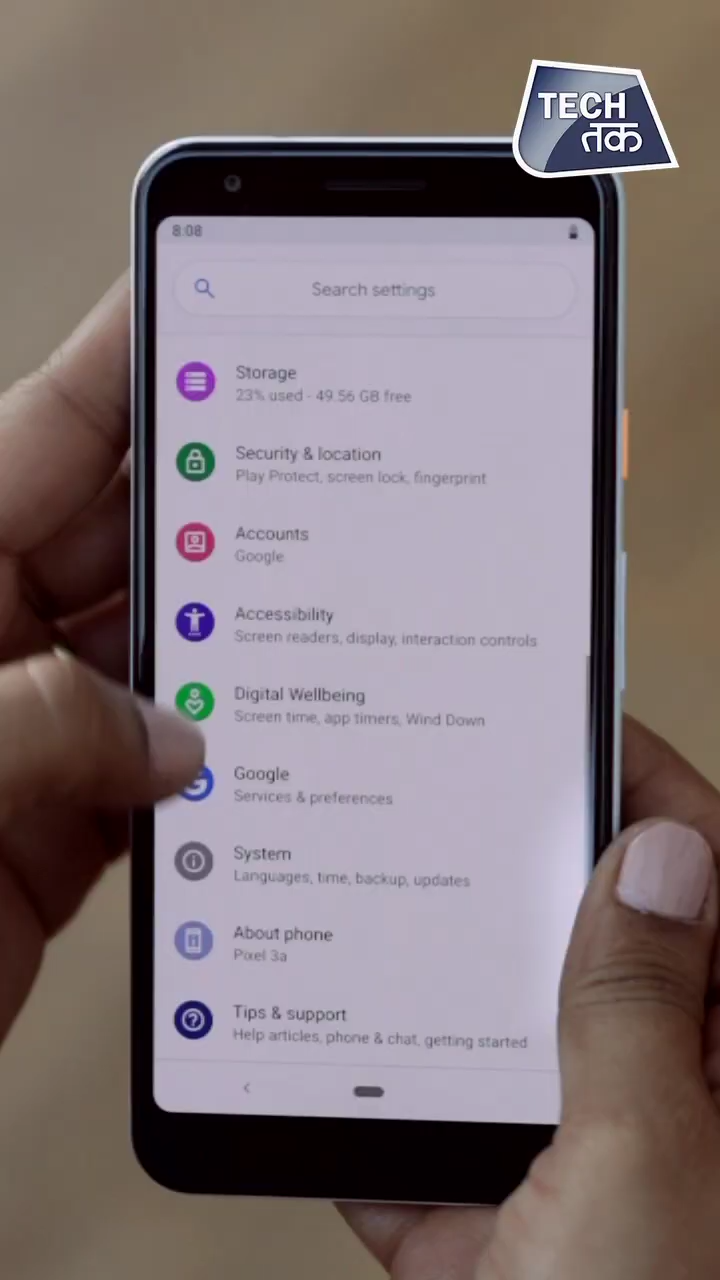 TECH
तक
8:08
Search settings
Storage
23% used - 49.56 GB free
Security & location
Play Protect, screen lock, fingerprint
Accounts
Google
Accessibility
Screen readers, display, interaction controls
Digital Wellbeing
Screen time, app timers, Wind Down
Google
Services & preferences
System
Languages, time, backup, updates
About phone
Pixel 3a
Tips & support
Help articles, phone & chat, getting started